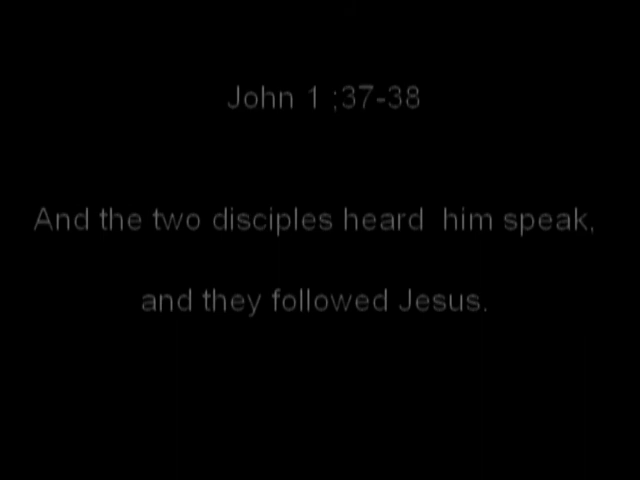 John 1 ;37-38
And the two disciples heard him speak,
and they followed Jesus.